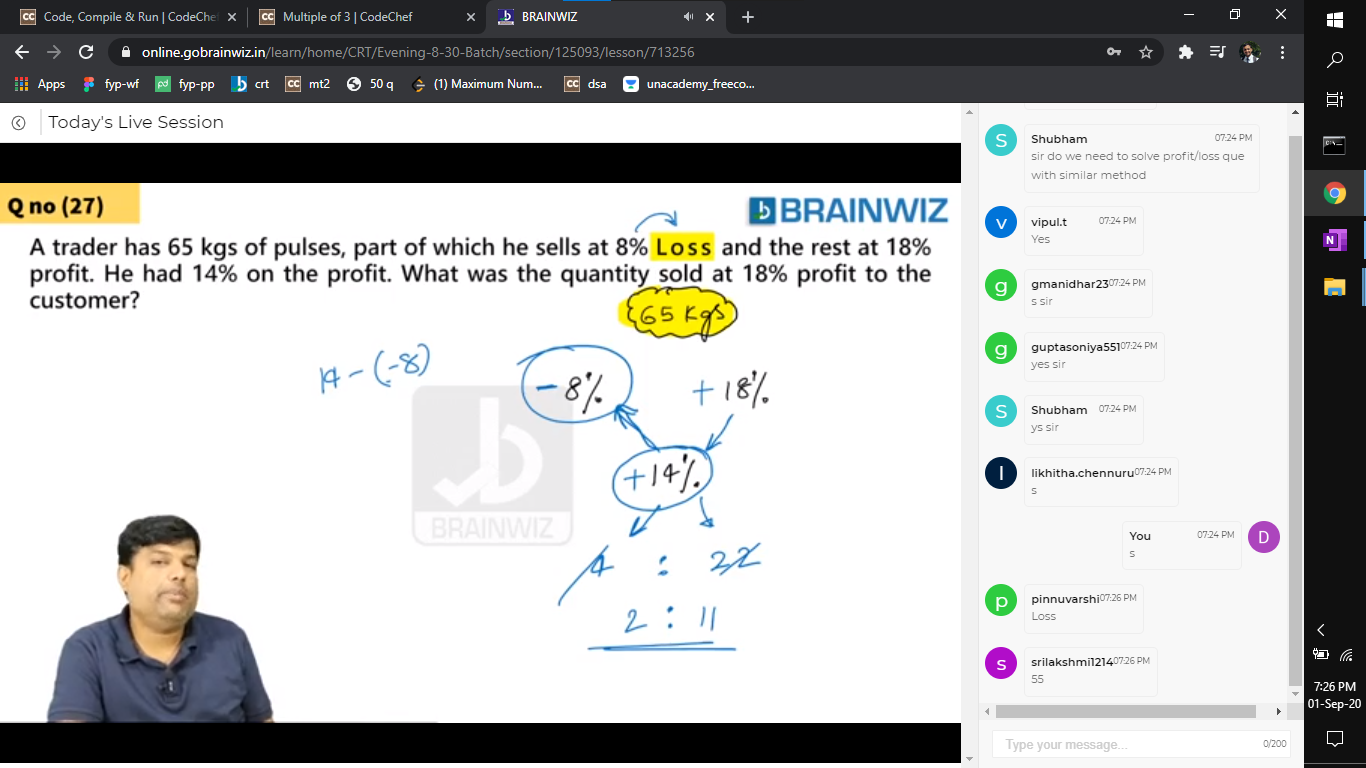 Code, Compile & Run | CodeChef
Multiple of 3 | CodeChef
BRAINWIZ
online.gobrainwiz.in/learn/home/CRT/Evening-8-30-Batch/section/125093/lesson/713256
Apps fyp-wf fyp-pp crt mt2 50 q (1) Maximum Num... dsa unacademy_freeco...
Today's Live Session
Q no (27)
BRAINWIZ
A trader has 65 kgs of pulses, part of which he sells at 8% Loss and the rest at 18%
profit. He had 14% on the profit. What was the quantity sold at 18% profit to the
customer?
65 Kgs
14 - (-8)
- 8% + 18%
+14%
4 : 22
2 : 11
BRAINWIZ
Shubham 07:24 PM
sir do we need to solve profit/loss que
with similar method
vipul.t 07:24 PM
Yes
gmanidhar23 07:24 PM
s sir
guptasoniya551 07:24 PM
yes sir
Shubham 07:24 PM
ys sir
likhitha.chennuru 07:24 PM
s
You 07:24 PM
s
pinnuvarshi 07:26 PM
Loss
srilakshmi1214 07:26 PM
55
Type your message... 0/200
7:26 PM
01-Sep-20